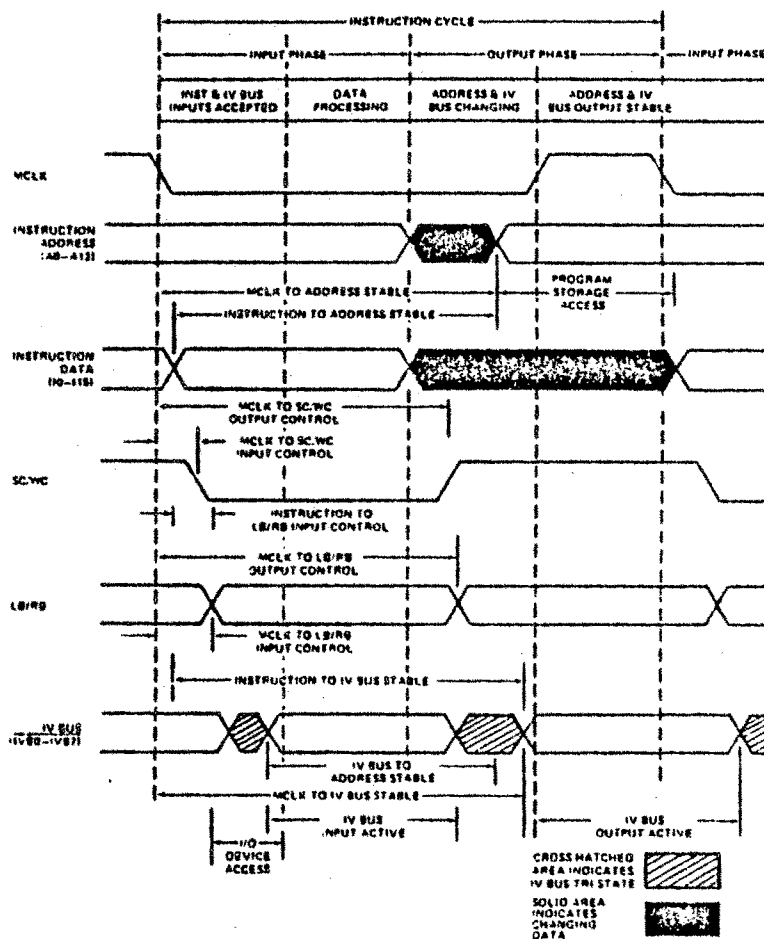 INSTRUCTION CYCLE
INPUT PHASE
OUTPUT PHASE
INPUT PHASE
INST & IV BUS
INPUTS ACCEPTED
DATA
PROCESSING
ADDRESS & IV
BUS CHANGING
ADDRESS & IV
BUS OUTPUT STABLE
MCLK
INSTRUCTION
ADDRESS
(A0–A12)
MCLK TO ADDRESS STABLE
PROGRAM
STORAGE
ACCESS
INSTRUCTION TO ADDRESS STABLE
INSTRUCTION
DATA
(I0–I15)
MCLK TO SC/WC
OUTPUT CONTROL
MCLK TO SC/WC
INPUT CONTROL
SC/WC
INSTRUCTION TO
LB/RB INPUT CONTROL
MCLK TO LB/RB
OUTPUT CONTROL
LB/RB
MCLK TO LB/RB
INPUT CONTROL
INSTRUCTION TO IV BUS STABLE
IV BUS
(IVB0–IVB7)
IV BUS TO
ADDRESS STABLE
MCLK TO IV BUS STABLE
IV BUS
INPUT ACTIVE
IV BUS
OUTPUT ACTIVE
I/O
DEVICE
ACCESS
CROSS HATCHED
AREA INDICATES
IV BUS TRI STATE
SOLID AREA
INDICATES
CHANGING
DATA